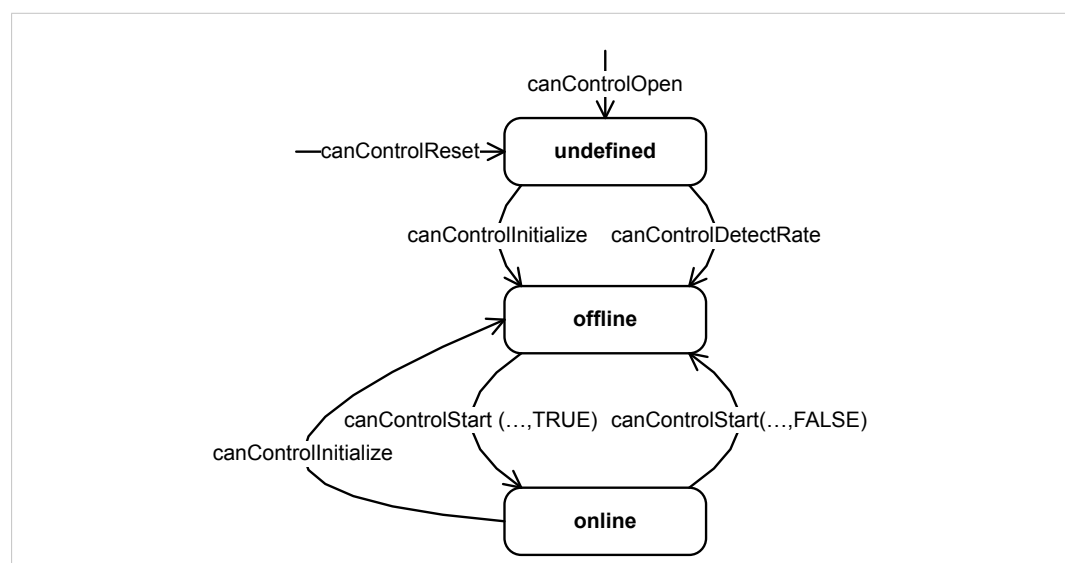 canControlOpen
canControlReset
undefined
canControlInitialize
canControlDetectRate
offline
canControlStart (…,TRUE)
canControlStart(…,FALSE)
canControlInitialize
online